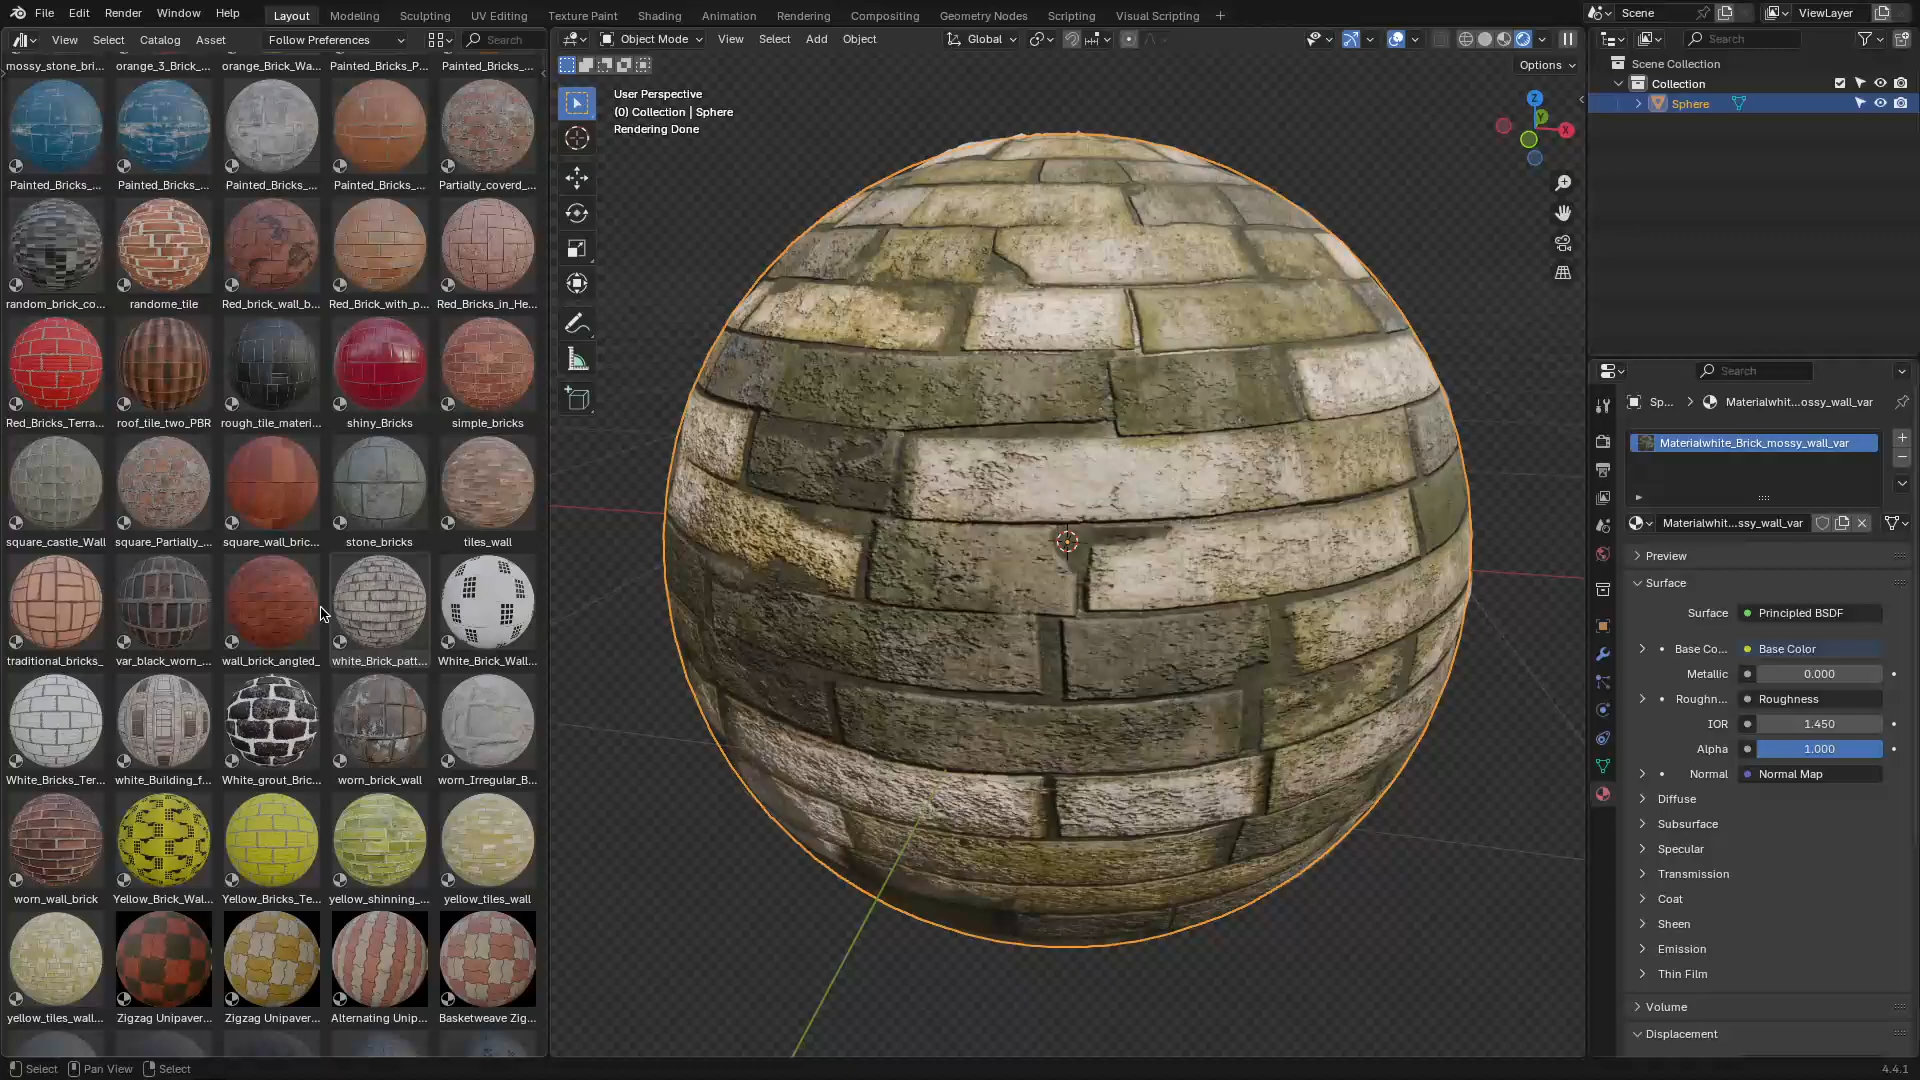 File Edit Render Window Help Layout Modeling Sculpting UV Editing Texture Paint Shading Animation Rendering Compositing Geometry Nodes Scripting Visual Scripting + Scene ViewLayer
View Select Catalog Asset Follow Preferences Search Object Mode View Select Add Object Global Search
Options
mossy_stone_bri... orange_3_Brick_... orange_Brick_Wa... Painted_Bricks_P... Painted_Bricks_...
Painted_Bricks_... Painted_Bricks_... Painted_Bricks_... Painted_Bricks_... Partially_coverd_...
random_brick_co... randome_tile Red_brick_wall_b... Red_Brick_with_p... Red_Bricks_in_He...
Red_Bricks_Terra... roof_tile_two_PBR rough_tile_materi... shiny_Bricks simple_bricks
square_castle_Wall square_Partially_... square_wall_bric... stone_bricks tiles_wall
traditional_bricks_ var_black_worn_... wall_brick_angled_ white_Brick_patt... White_Brick_Wall...
White_Bricks_Ter... white_Building_f... White_grout_Bric... worn_brick_wall worn_Irregular_B...
worn_wall_brick Yellow_Brick_Wal... Yellow_Bricks_Te... yellow_shinning_... yellow_tiles_wall
yellow_tiles_wall... Zigzag Unipaver... Zigzag Unipaver... Alternating Unip... Basketweave Zig...
User Perspective
(0) Collection | Sphere
Rendering Done
Z
Y
X
Scene Collection
Collection
Sphere
Search
Sp... Materialwhit...ossy_wall_var
Materialwhite_Brick_mossy_wall_var
Materialwhit...ssy_wall_var
Preview
Surface
Surface Principled BSDF
Base Co... Base Color
Metallic 0.000
Roughn... Roughness
IOR 1.450
Alpha 1.000
Normal Normal Map
Diffuse
Subsurface
Specular
Transmission
Coat
Sheen
Emission
Thin Film
Volume
Displacement
Select Pan View Select 4.4.1